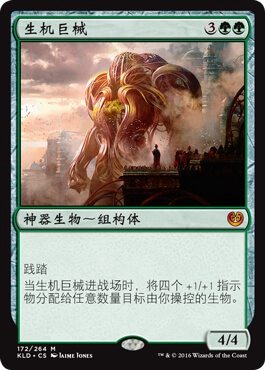 生机巨械 3
神器生物～组构体
践踏
当生机巨械进战场时，将四个 +1/+1 指示
物分配给任意数量目标由你操控的生物。
4/4
172/264 M
KLD • CS JAIME JONES
™ & © 2016 Wizards of the Coast